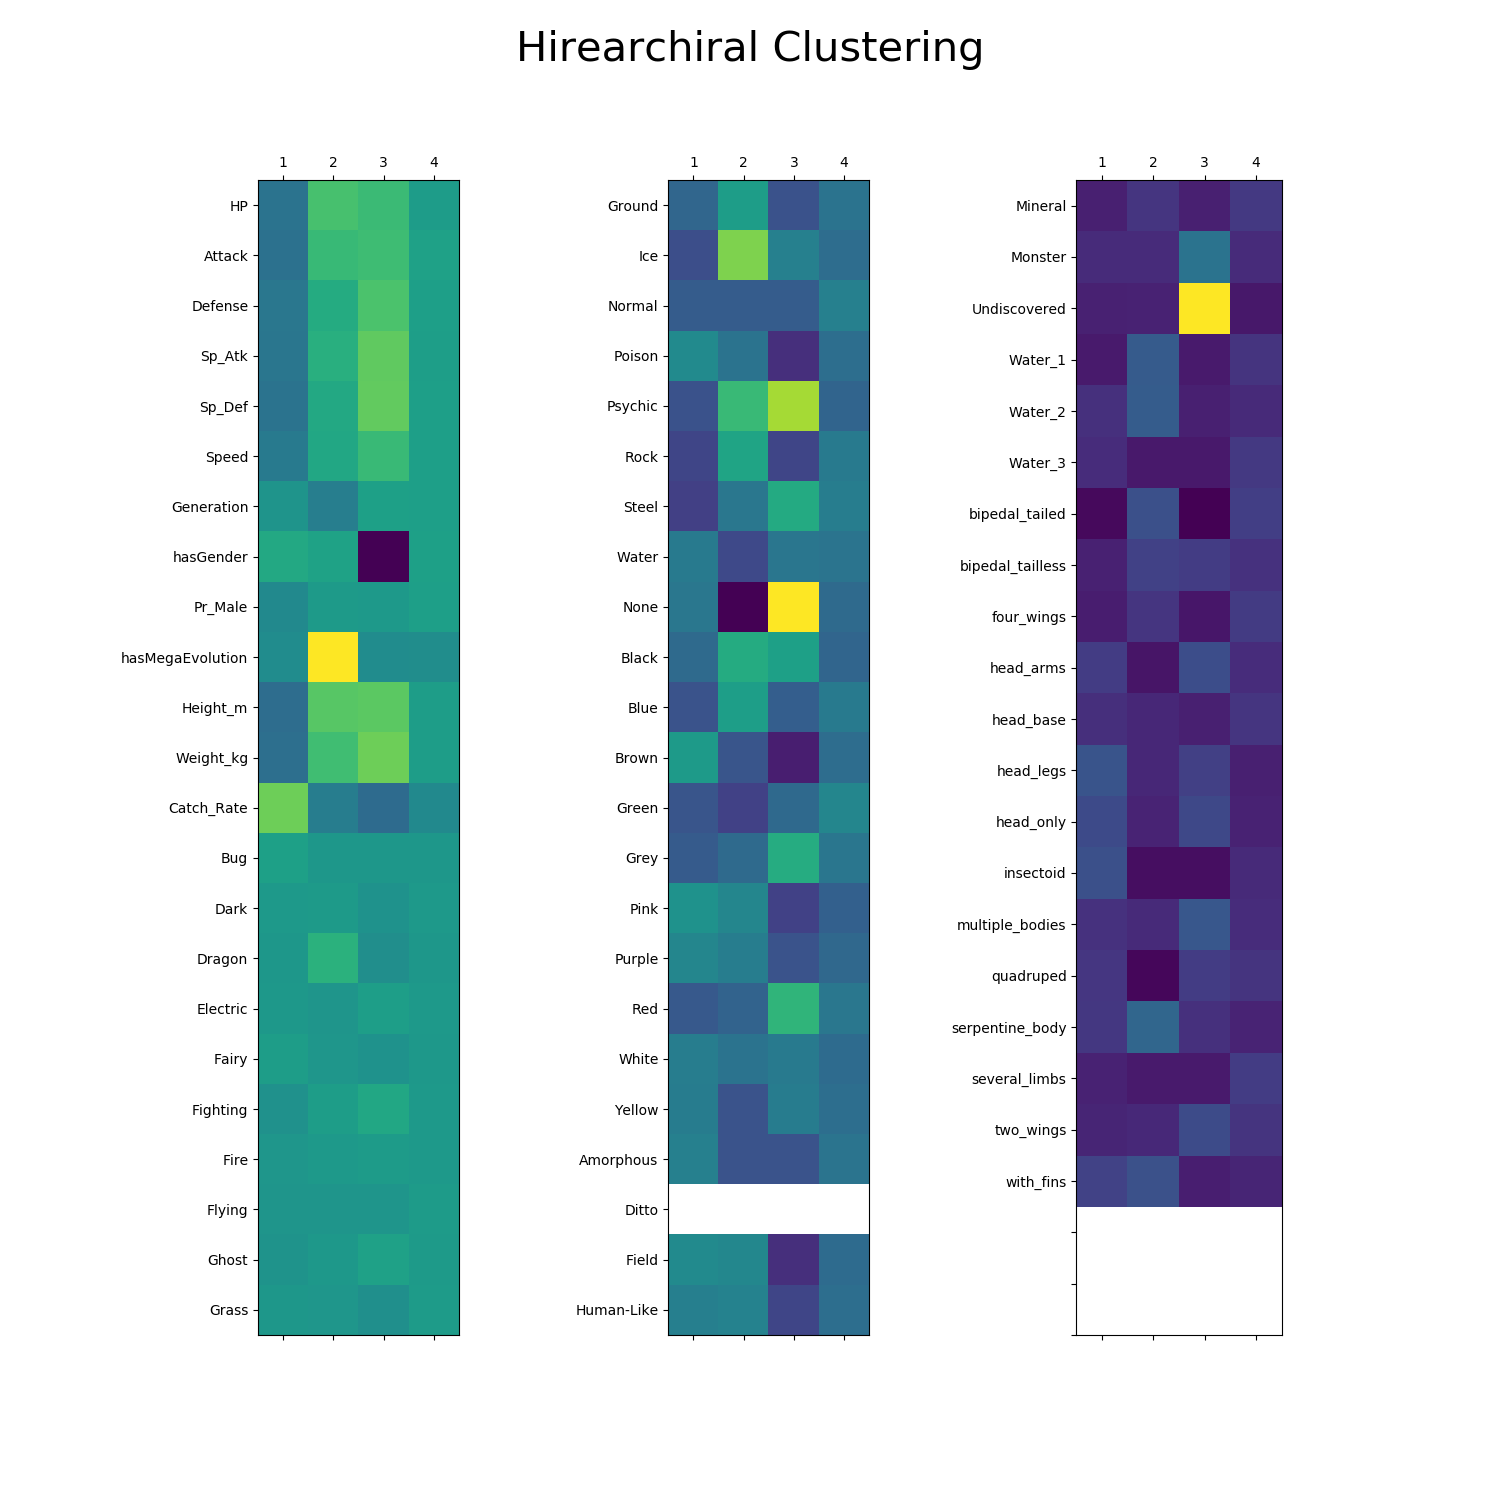 Hirearchiral Clustering
1 2 3 4
HP
Attack
Defense
Sp_Atk
Sp_Def
Speed
Generation
hasGender
Pr_Male
hasMegaEvolution
Height_m
Weight_kg
Catch_Rate
Bug
Dark
Dragon
Electric
Fairy
Fighting
Fire
Flying
Ghost
Grass
1 2 3 4
Ground
Ice
Normal
Poison
Psychic
Rock
Steel
Water
None
Black
Blue
Brown
Green
Grey
Pink
Purple
Red
White
Yellow
Amorphous
Ditto
Field
Human-Like
1 2 3 4
Mineral
Monster
Undiscovered
Water_1
Water_2
Water_3
bipedal_tailed
bipedal_tailless
four_wings
head_arms
head_base
head_legs
head_only
insectoid
multiple_bodies
quadruped
serpentine_body
several_limbs
two_wings
with_fins